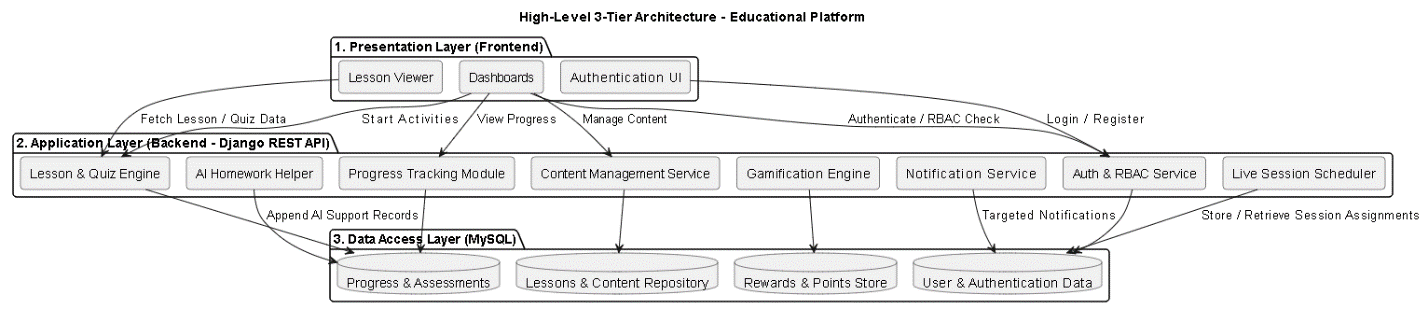 High-Level 3-Tier Architecture - Educational Platform
1. Presentation Layer (Frontend)
Lesson Viewer
Dashboards
Authentication UI
Fetch Lesson / Quiz Data
Start Activities
View Progress
Manage Content
Authenticate / RBAC Check
Login / Register
2. Application Layer (Backend - Django REST API)
Lesson & Quiz Engine
AI Homework Helper
Progress Tracking Module
Content Management Service
Gamification Engine
Notification Service
Auth & RBAC Service
Live Session Scheduler
Append AI Support Records
Targeted Notifications
Store / Retrieve Session Assignments
3. Data Access Layer (MySQL)
Progress & Assessments
Lessons & Content Repository
Rewards & Points Store
User & Authentication Data